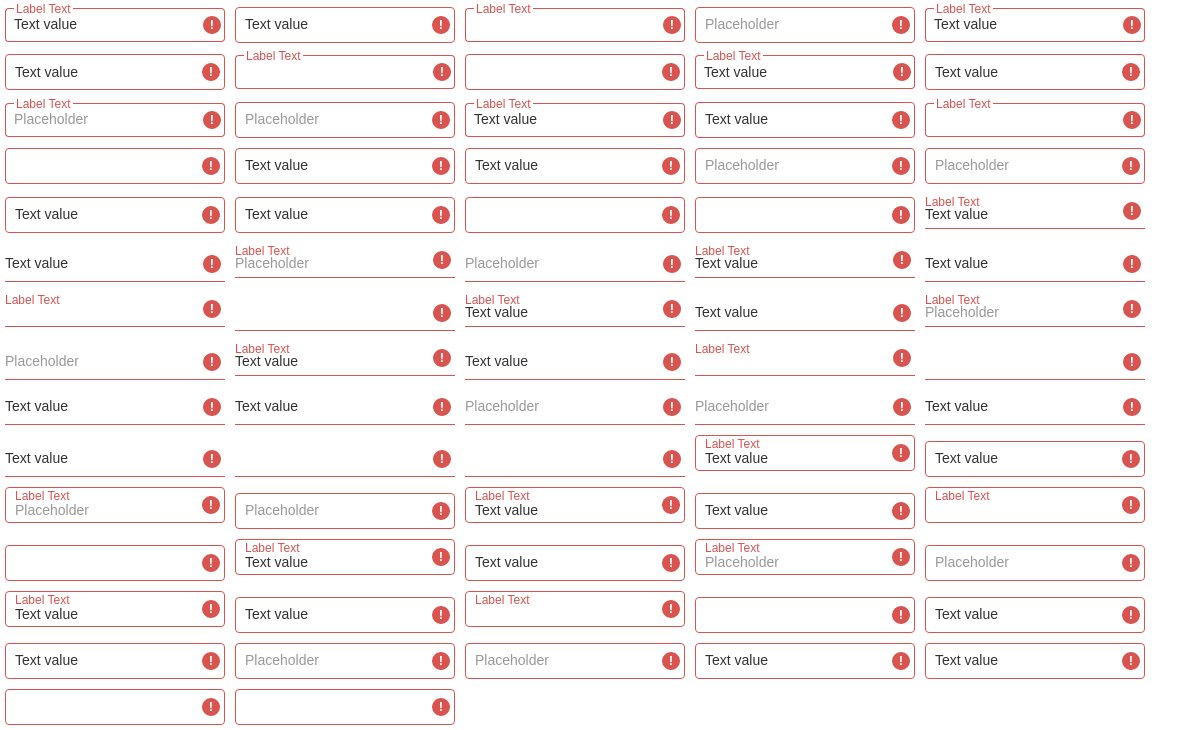 Label Text Label Text Label Text
Text value ! Text value ! ! Placeholder ! Text value !
Label Text Label Text
Text value ! ! ! Text value ! Text value !
Label Text Label Text Label Text
Placeholder ! Placeholder ! Text value ! Text value ! !
! Text value ! Text value ! Placeholder ! Placeholder !
Label Text
Text value ! Text value ! ! ! Text value !
Label Text Label Text
Text value ! Placeholder ! Placeholder ! Text value ! Text value !
Label Text Label Text Label Text
! ! Text value ! Text value ! Placeholder !
Label Text Label Text
Placeholder ! Text value ! Text value ! ! !
Text value ! Text value ! Placeholder ! Placeholder ! Text value !
Label Text
Text value ! ! ! Text value ! Text value !
Label Text Label Text Label Text
Placeholder ! Placeholder ! Text value ! Text value ! !
Label Text Label Text
! Text value ! Text value ! Placeholder ! Placeholder !
Label Text Label Text
Text value ! Text value ! ! ! Text value !
Text value ! Placeholder ! Placeholder ! Text value ! Text value !
! !